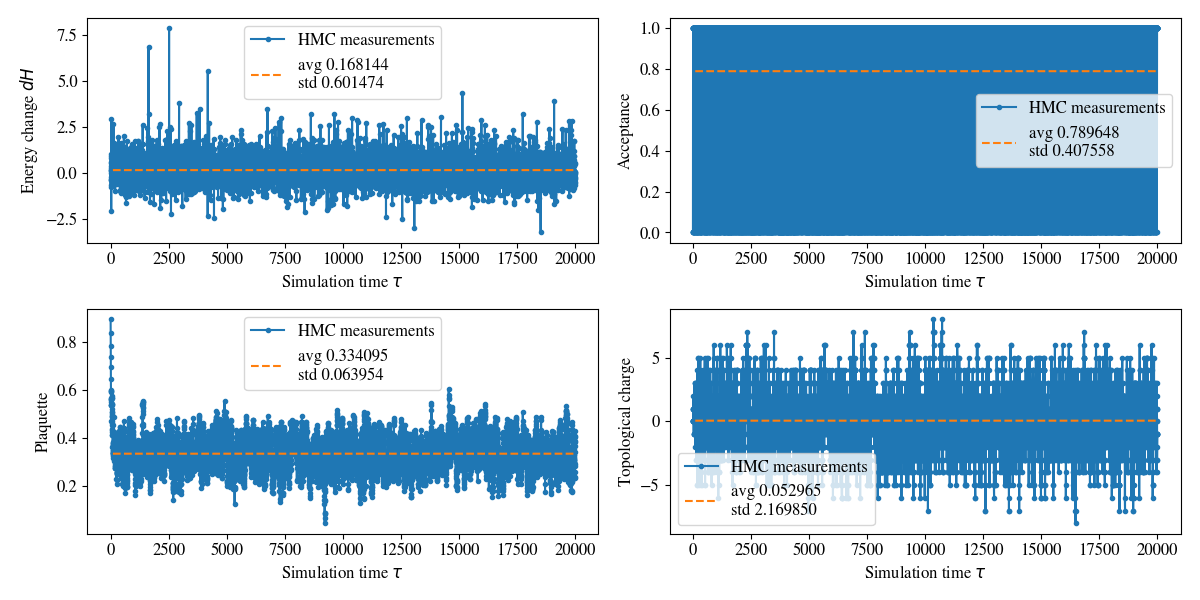 7.5
5.0
2.5
0.0
−2.5
Energy change dH
HMC measurements
avg 0.168144
std 0.601474
0 2500 5000 7500 10000 12500 15000 17500 20000
Simulation time τ
1.0
0.8
0.6
0.4
0.2
0.0
Acceptance
HMC measurements
avg 0.789648
std 0.407558
0 2500 5000 7500 10000 12500 15000 17500 20000
Simulation time τ
0.8
0.6
0.4
0.2
Plaquette
HMC measurements
avg 0.334095
std 0.063954
0 2500 5000 7500 10000 12500 15000 17500 20000
Simulation time τ
5
0
−5
Topological charge
HMC measurements
avg 0.052965
std 2.169850
0 2500 5000 7500 10000 12500 15000 17500 20000
Simulation time τ